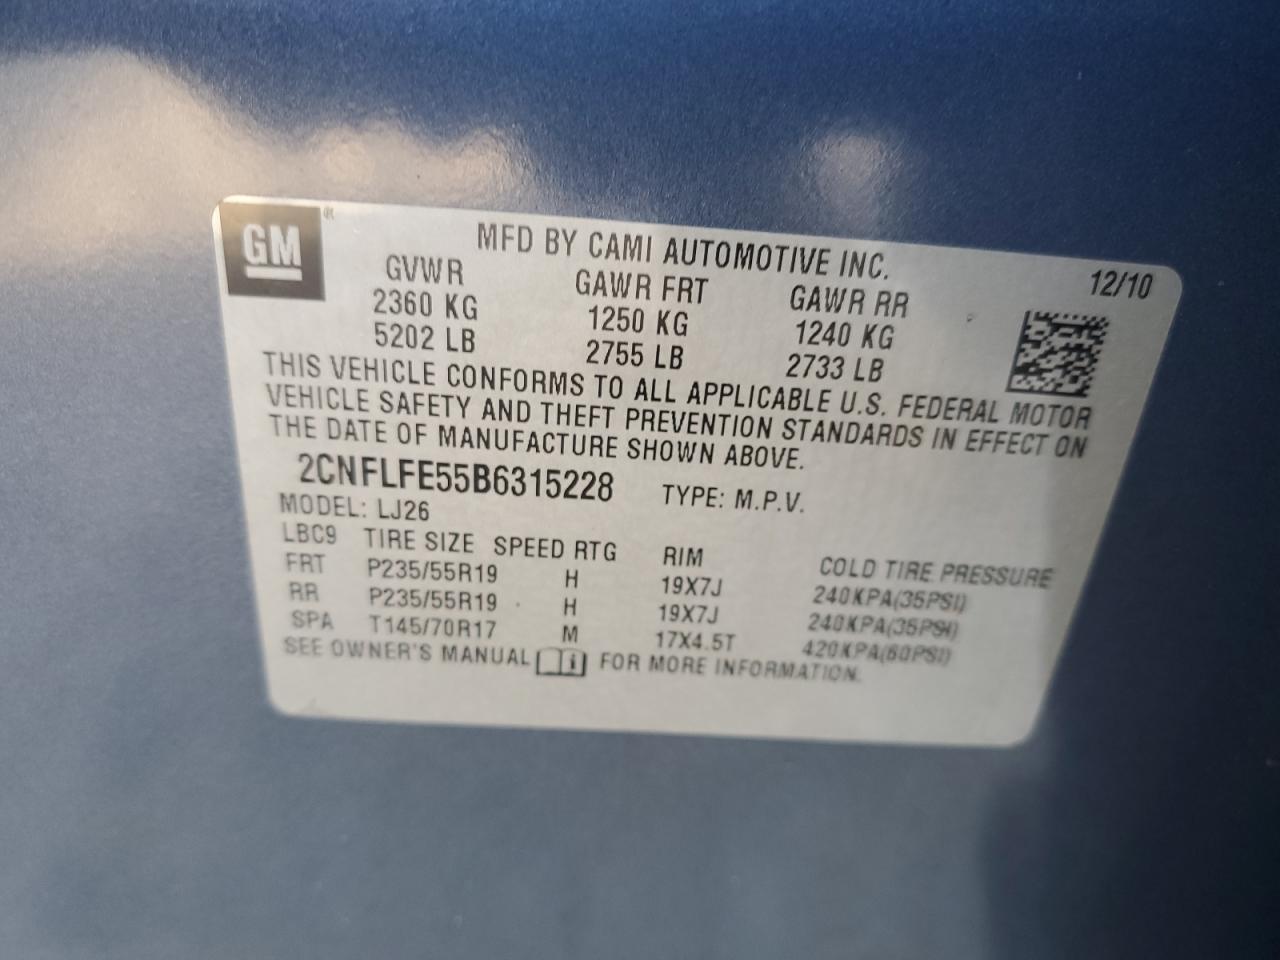 GM ®
MFD BY CAMI AUTOMOTIVE INC.
12/10
GVWR GAWR FRT GAWR RR
2360 KG 1250 KG 1240 KG
5202 LB 2755 LB 2733 LB
THIS VEHICLE CONFORMS TO ALL APPLICABLE U.S. FEDERAL MOTOR
VEHICLE SAFETY AND THEFT PREVENTION STANDARDS IN EFFECT ON
THE DATE OF MANUFACTURE SHOWN ABOVE.
2CNFLFE55B6315228 TYPE: M.P.V.
MODEL: LJ26
LBC9 TIRE SIZE SPEED RTG RIM COLD TIRE PRESSURE
FRT P235/55R19 H 19X7J 240KPA(35PSI)
RR P235/55R19 H 19X7J 240KPA(35PSI)
SPA T145/70R17 M 17X4.5T 420KPA(60PSI)
SEE OWNER'S MANUAL FOR MORE INFORMATION.